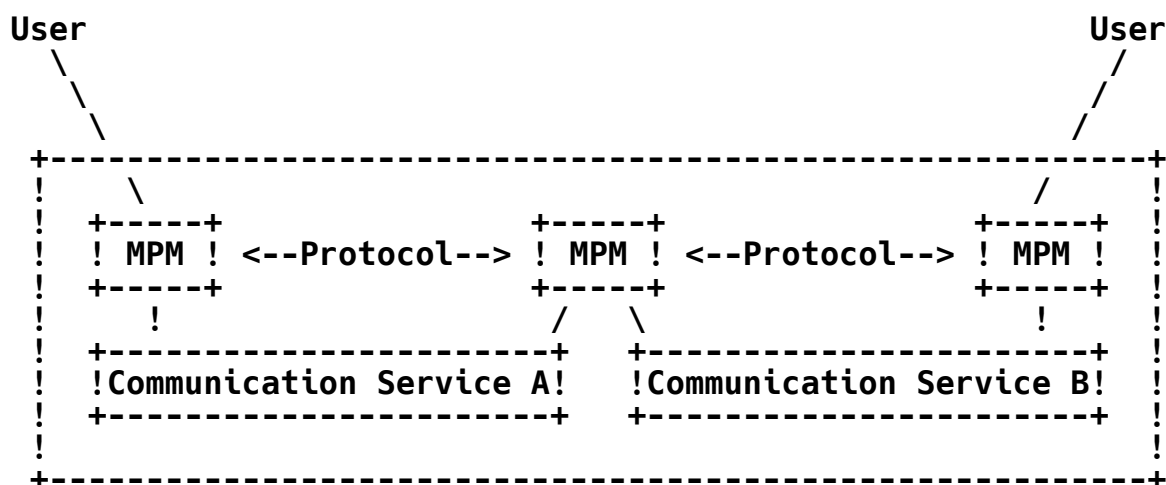 User User
! MPM ! <--Protocol--> ! MPM ! <--Protocol--> ! MPM !
!Communication Service A! !Communication Service B!